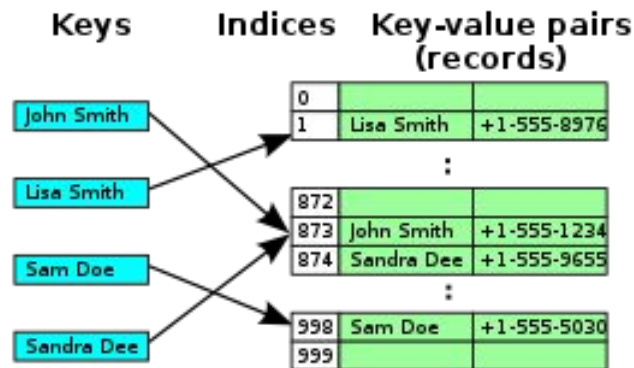 Keys Indices Key-value pairs
(records)
John Smith
Lisa Smith
Sam Doe
Sandra Dee
0
1 Lisa Smith +1-555-8976
:
872
873 John Smith +1-555-1234
874 Sandra Dee +1-555-9655
:
998 Sam Doe +1-555-5030
999